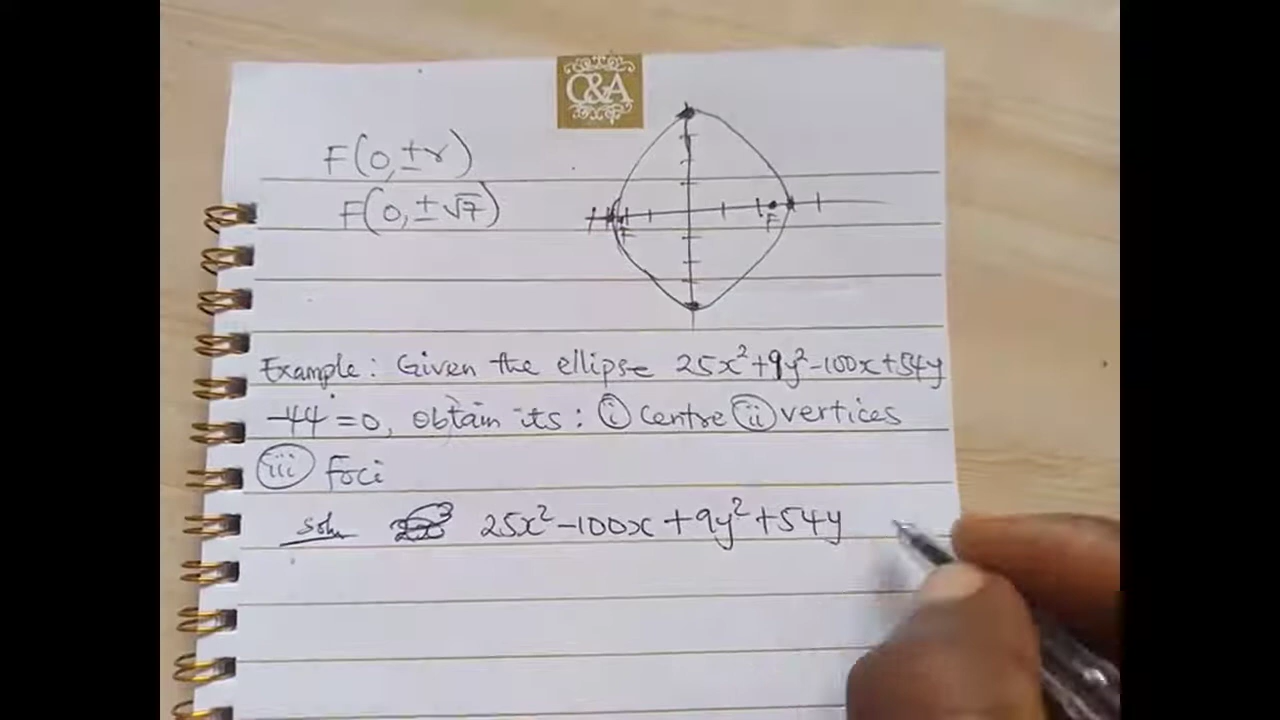 C&A
F(0, ±r)
F(0, ±√7)
F F
Example: Given the ellipse 25x²+9y²-100x+54y
-44=0, obtain its: (i) Centre (ii) vertices
(iii) foci
Soln 25x²-100x+9y²+54y